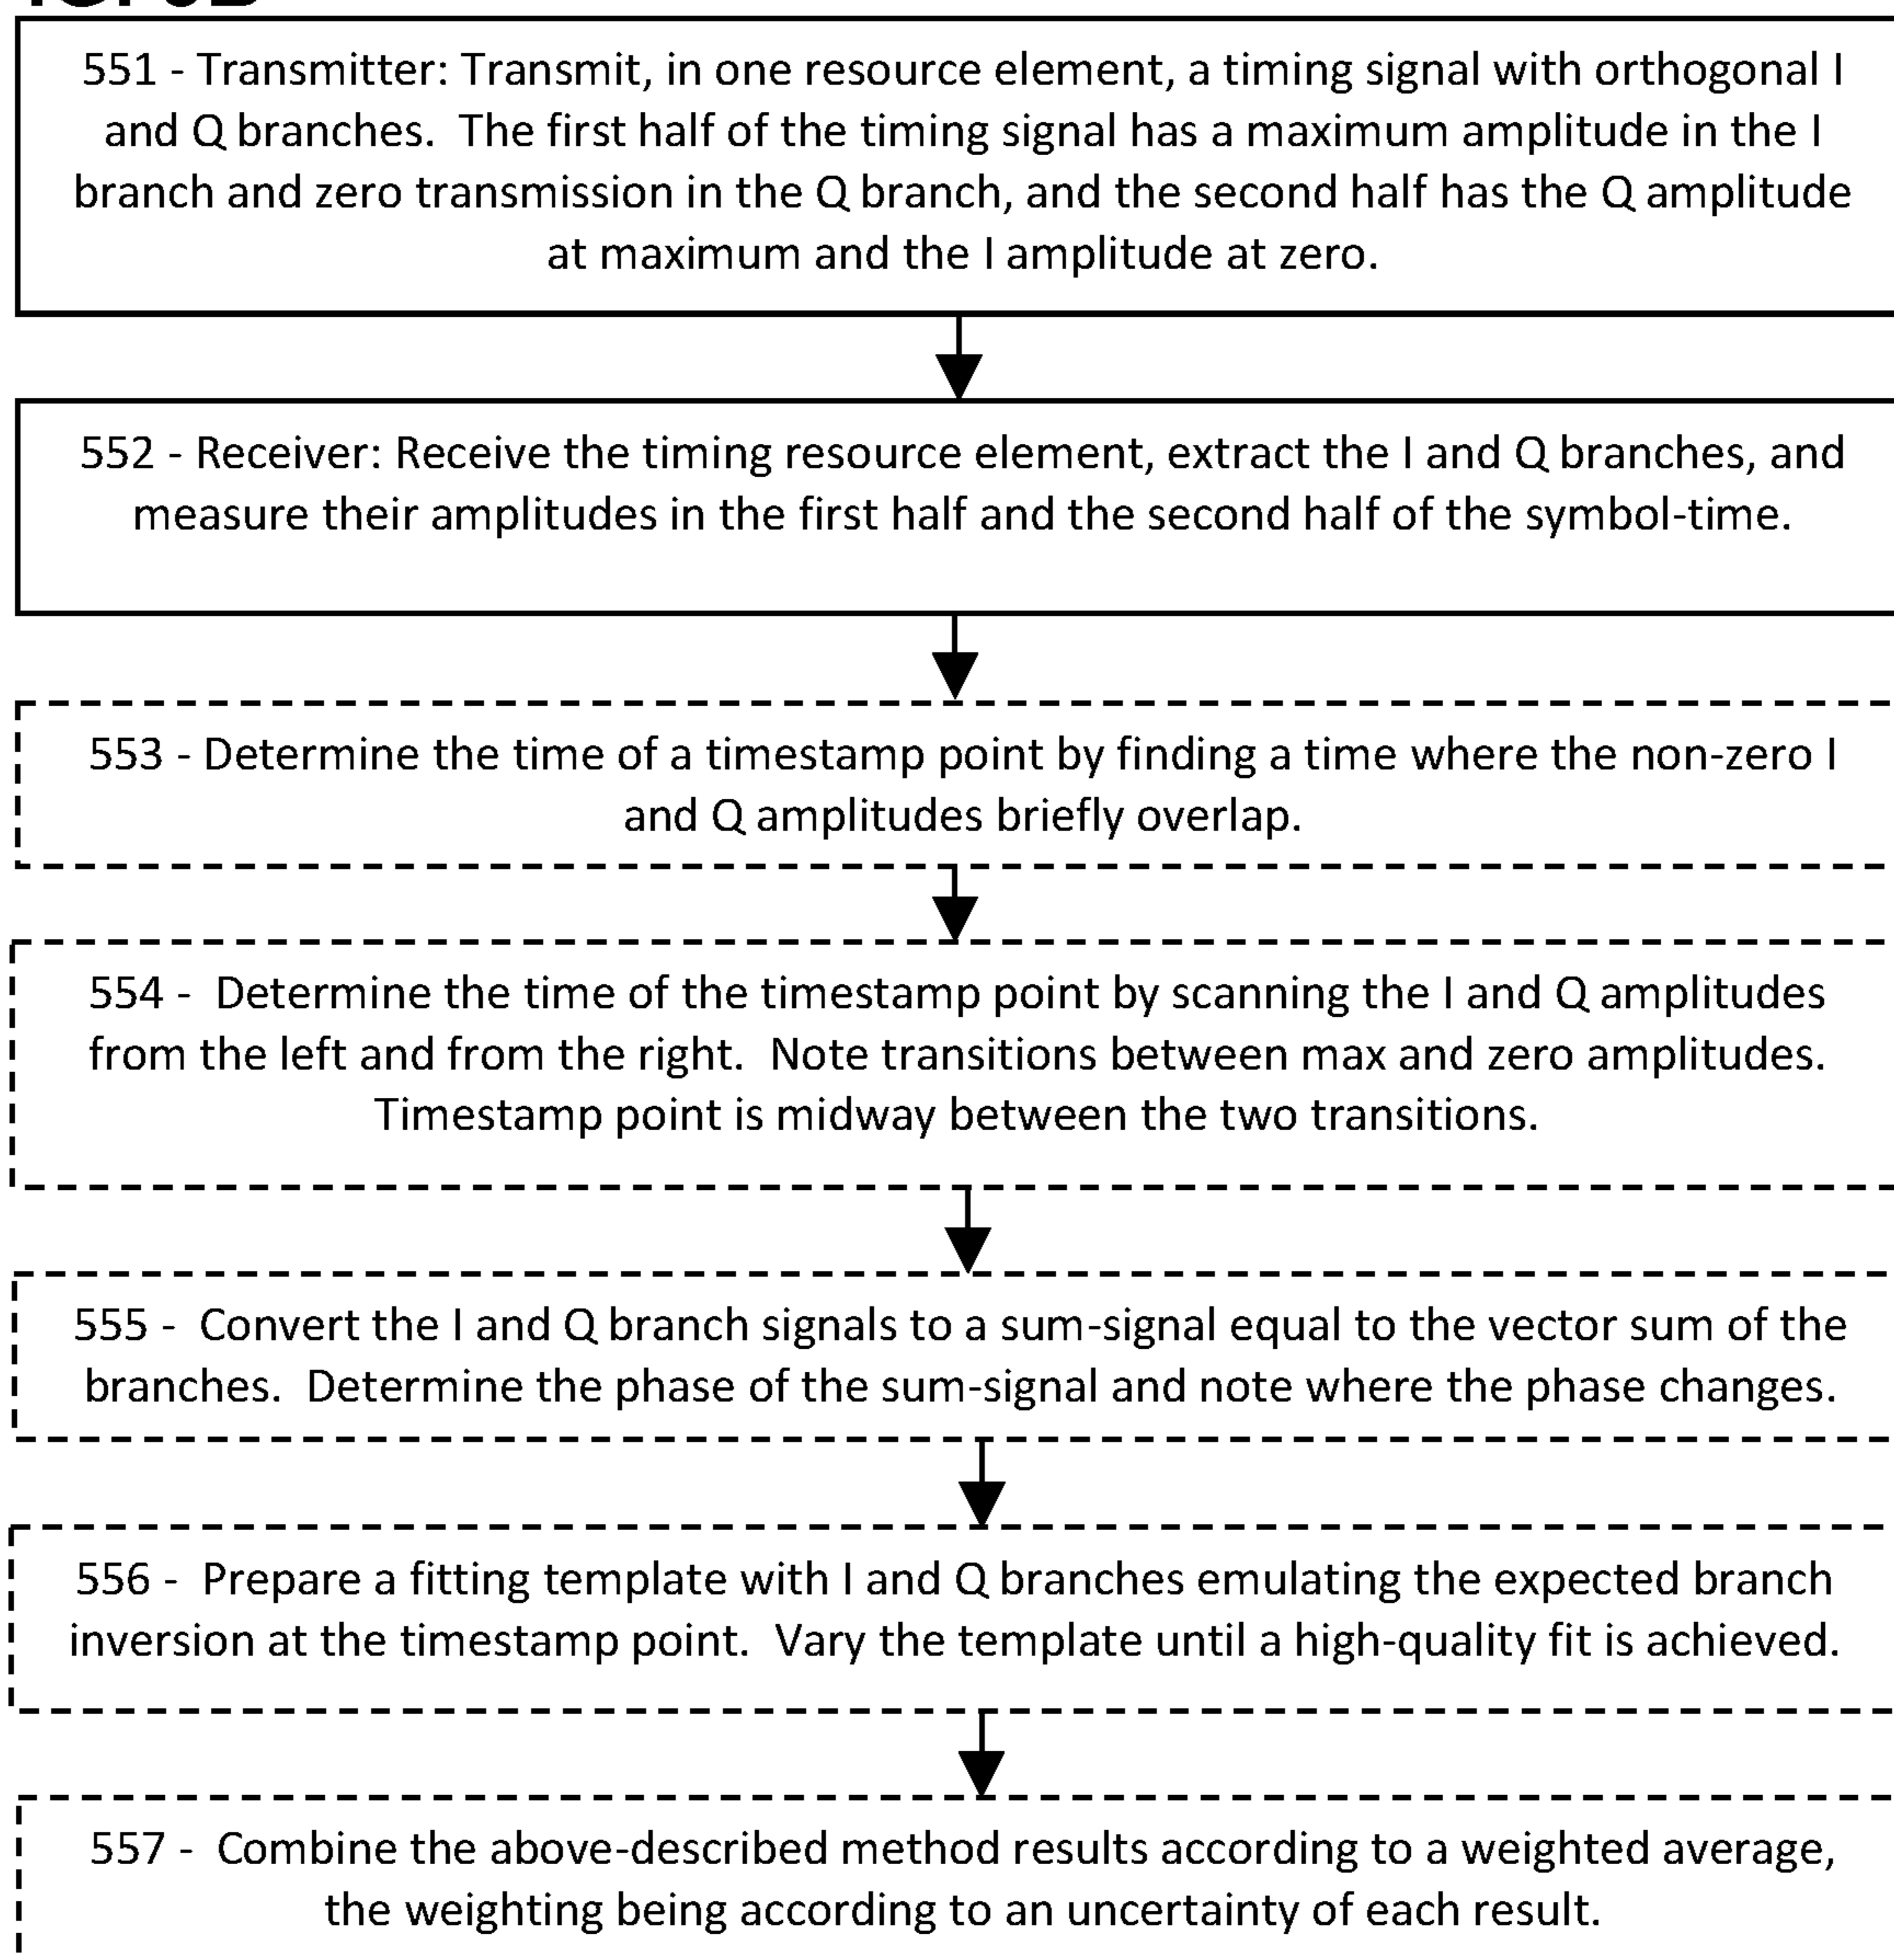 551 - Transmitter: Transmit, in one resource element, a timing signal with orthogonal I
and Q branches. The first half of the timing signal has a maximum amplitude in the I
branch and zero transmission in the Q branch, and the second half has the Q amplitude
at maximum and the I amplitude at zero.
552 - Receiver: Receive the timing resource element, extract the I and Q branches, and
measure their amplitudes in the first half and the second half of the symbol-time.
553 - Determine the time of a timestamp point by finding a time where the non-zero I
and Q amplitudes briefly overlap.
554 - Determine the time of the timestamp point by scanning the I and Q amplitudes
from the left and from the right. Note transitions between max and zero amplitudes.
Timestamp point is midway between the two transitions.
555 - Convert the I and Q branch signals to a sum-signal equal to the vector sum of the
branches. Determine the phase of the sum-signal and note where the phase changes.
556 - Prepare a fitting template with I and Q branches emulating the expected branch
inversion at the timestamp point. Vary the template until a high-quality fit is achieved.
557 - Combine the above-described method results according to a weighted average,
the weighting being according to an uncertainty of each result.